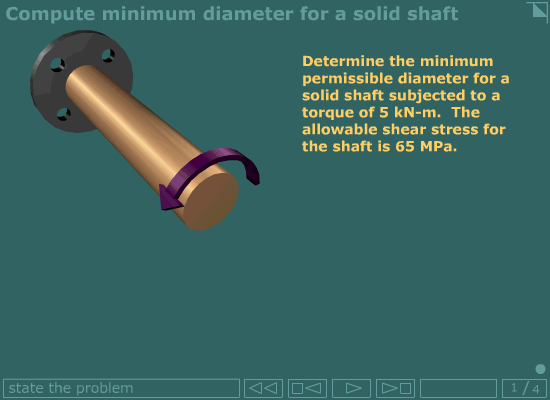 Compute minimum diameter for a solid shaft
Determine the minimum
permissible diameter for a
solid shaft subjected to a
torque of 5 kN-m.  The
allowable shear stress for
the shaft is 65 MPa.
state the problem
1 / 4